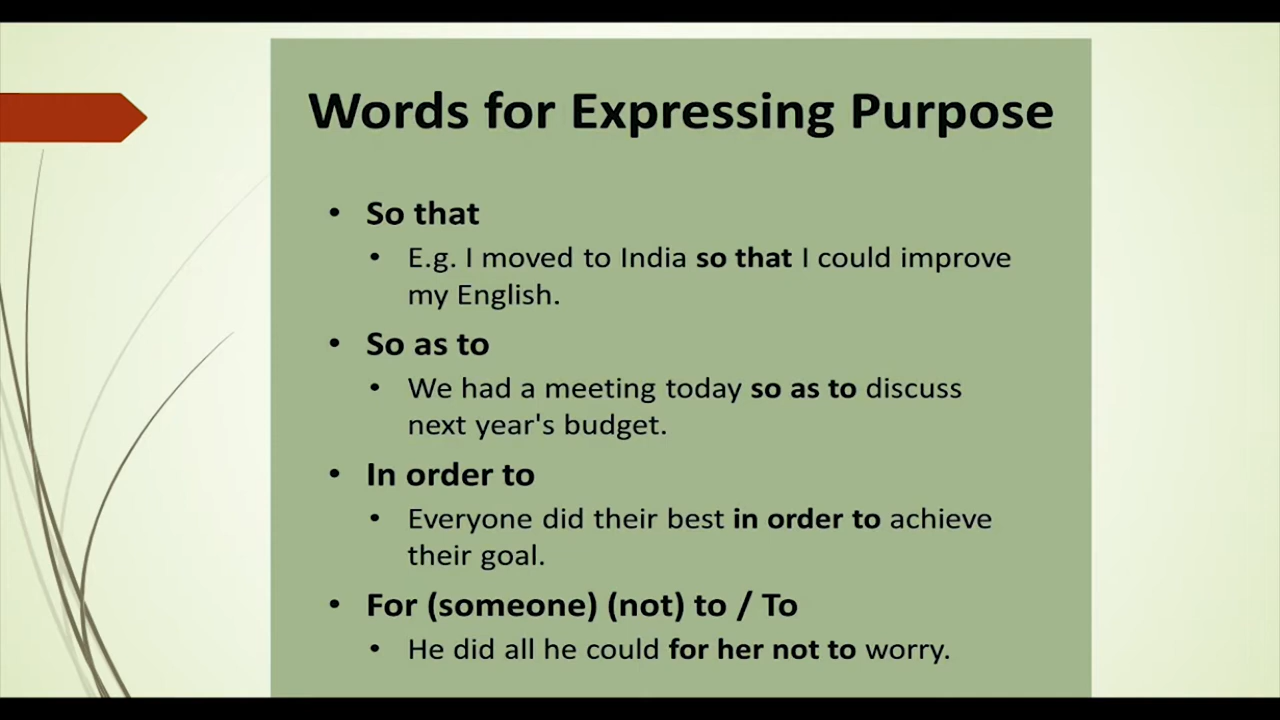 Words for Expressing Purpose
• So that
• E.g. I moved to India so that I could improve
my English.
• So as to
• We had a meeting today so as to discuss
next year's budget.
• In order to
• Everyone did their best in order to achieve
their goal.
• For (someone) (not) to / To
• He did all he could for her not to worry.